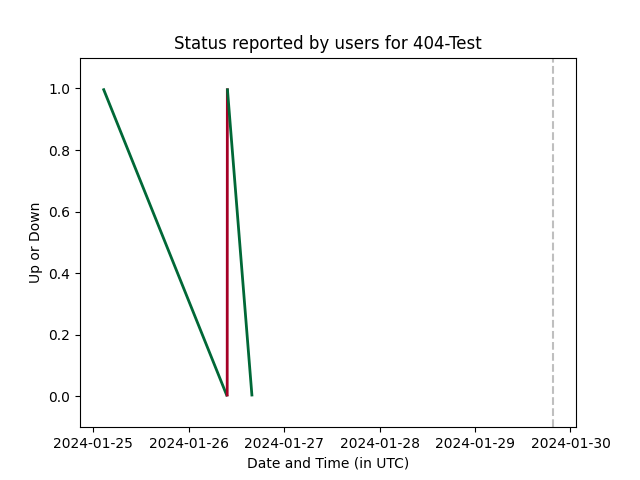 Status reported by users for 404-Test
1.0
0.8
0.6
0.4
0.2
0.0
Up or Down
2024-01-25 2024-01-26 2024-01-27 2024-01-28 2024-01-29 2024-01-30
Date and Time (in UTC)